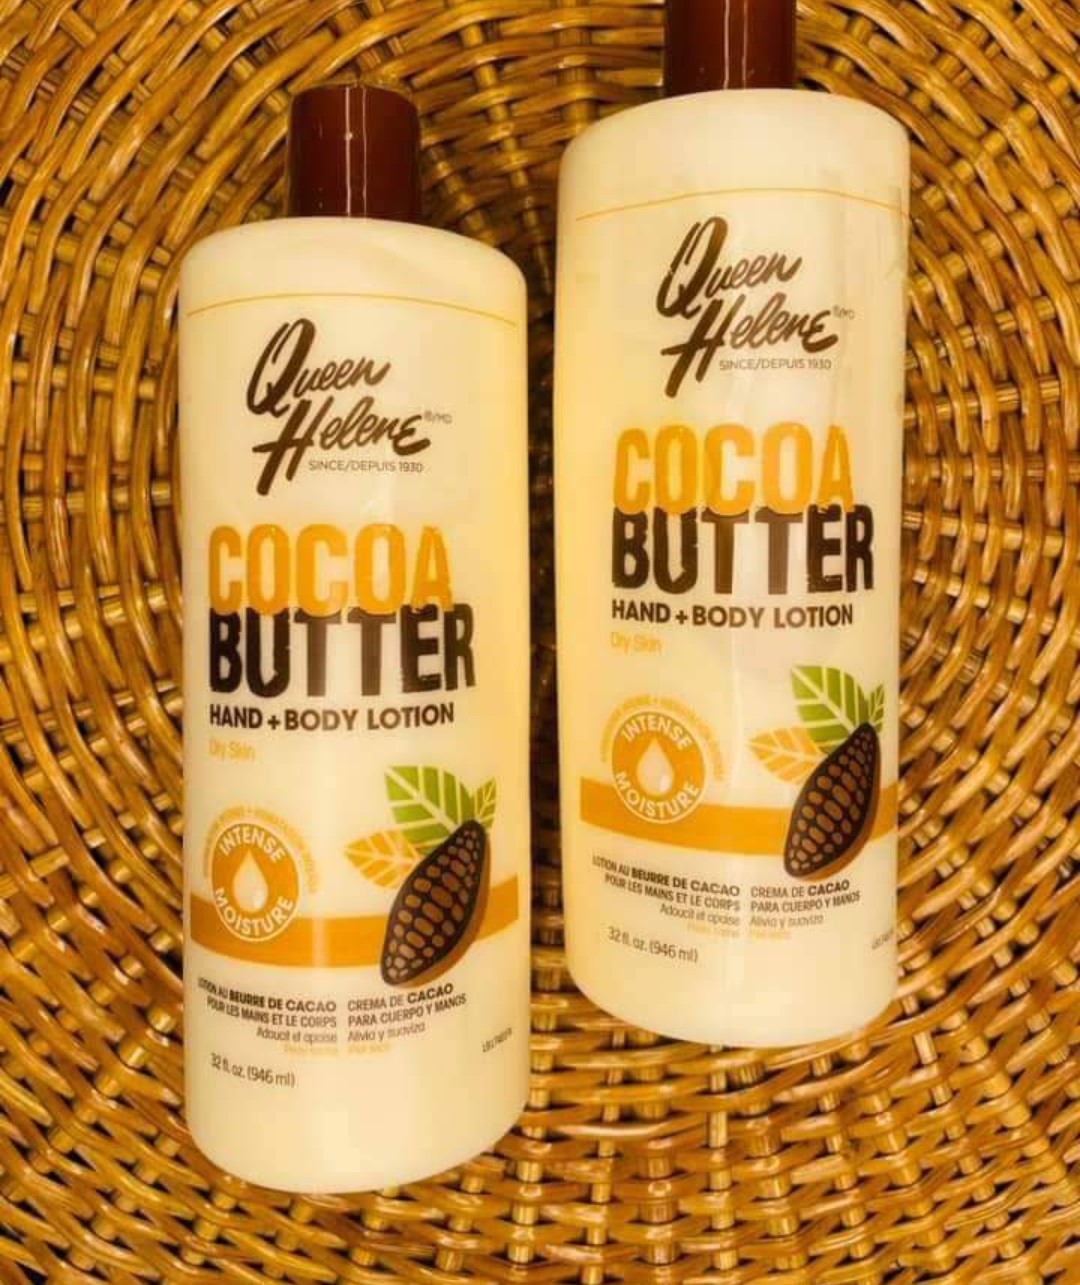 Queen
Helene
SINCE/DEPUIS 1930
COCOA
BUTTER
HAND + BODY LOTION
Dry Skin
INTENSE
MOISTURE
LOTION AU BEURRE DE CACAO
POUR LES MAINS ET LE CORPS
Adoucit et apaise
CREMA DE CACAO
PARA CUERPO Y MANOS
Alivia y suaviza
Piel seca
32 fl. oz. (946 ml)
Queen
Helene
SINCE/DEPUIS 1930
COCOA
BUTTER
HAND + BODY LOTION
Dry Skin
INTENSE
MOISTURE
LOTION AU BEURRE DE CACAO
POUR LES MAINS ET LE CORPS
Adoucit et apaise
CREMA DE CACAO
PARA CUERPO Y MANOS
Alivia y suaviza
32 fl. oz. (946 ml)